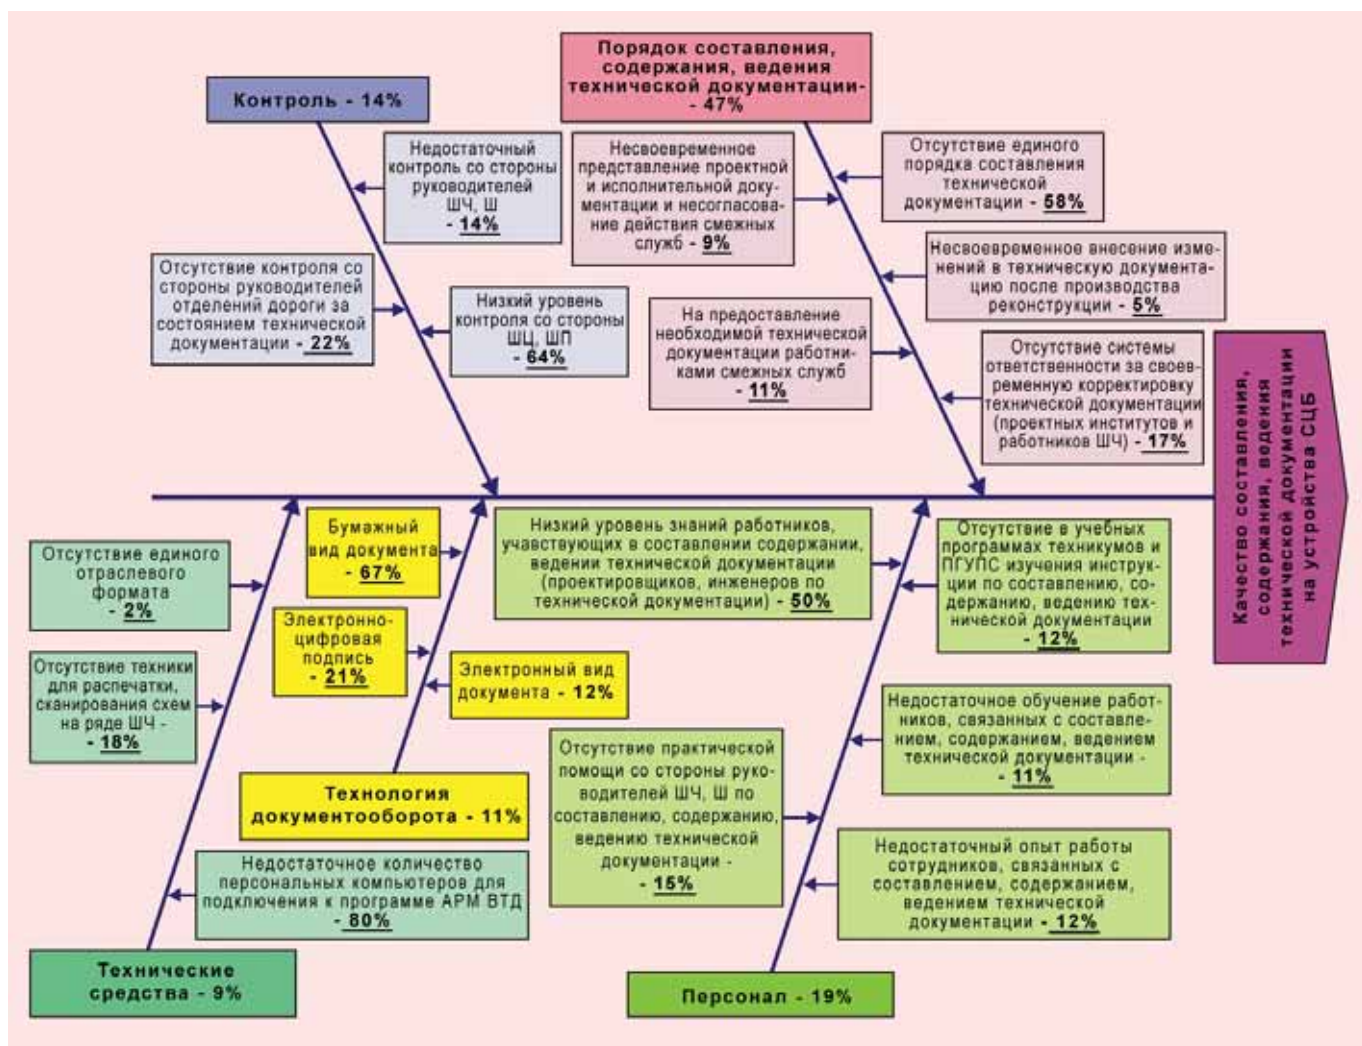 Контроль - 14%
Порядок составления,
содержания, ведения
технической документации-
- 47%
Недостаточный
контроль со стороны
руководителей
ШЧ, Ш
- 14%
Несвоевременное
представление проектной
и исполнительной доку-
ментации и несогласова-
ние действия смежных
служб - 9%
Отсутствие единого
порядка составления
технической
документации - 58%
Отсутствие контроля со
стороны руководителей
отделений дороги за
состоянием технической
документации - 22%
Низкий уровень
контроля со стороны
ШЦ, ШП
- 64%
Несвоевременное внесение изме-
нений в техническую документа-
цию после производства
реконструкции - 5%
На предоставление
необходимой технической
документации работни-
ками смежных служб
- 11%
Отсутствие системы
ответственности за своев-
ременную корректировку
технической документации
(проектных институтов и
работников ШЧ) - 17%
Качество составления,
содержания, ведения
технической документации
на устройства СЦБ
Отсутствие единого
отраслевого
формата
- 2%
Бумажный
вид документа
- 67%
Низкий уровень знаний работников,
учавствующих в составлении содержании,
ведении технической документации
(проектировщиков, инженеров по
технической документации) - 50%
Отсутствие в учебных
программах техникумов и
ПГУПС изучения инструк-
ции по составлению, со-
держанию, ведению тех-
нической документации
- 12%
Электронно-
цифровая
подпись
- 21%
Отсутствие техники
для распечатки,
сканирования схем
на ряде ШЧ -
- 18%
Электронный вид
документа - 12%
Недостаточное обучение работ-
ников, связанных с составле-
нием, содержанием, ведением
технической документации -
- 11%
Отсутствие практической
помощи со стороны руко-
водителей ШЧ, Ш по
составлению, содержанию,
ведению технической
документации -
- 15%
Технология
документооборота - 11%
Недостаточное количество
персональных компьютеров для
подключения к программе АРМ ВТД
- 80%
Недостаточный опыт работы
сотрудников, связанных с
составлением, содержанием,
ведением технической
документации - 12%
Технические
средства - 9%
Персонал - 19%